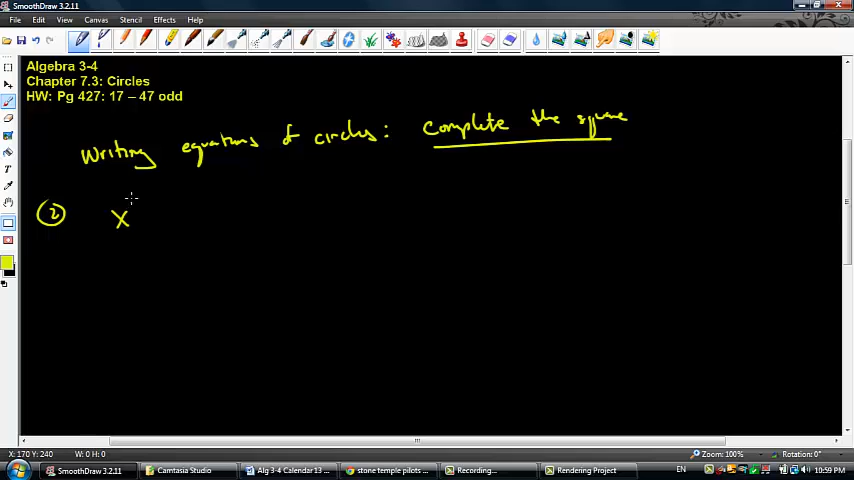 SmoothDraw 3.2.11
File Edit View Canvas Stencil Effects Help
Algebra 3-4
Chapter 7.3: Circles
HW: Pg 427: 17 – 47 odd
Writing equations of circles: Complete the square
2 X
X: 170 Y: 240 W: 0 H: 0 Zoom: 100% Rotation: 0°
SmoothDraw 3.2.11 Camtasia Studio Alg 3-4 Calendar 13 ... stone temple pilots ... Recording... Rendering Project EN 10:59 PM